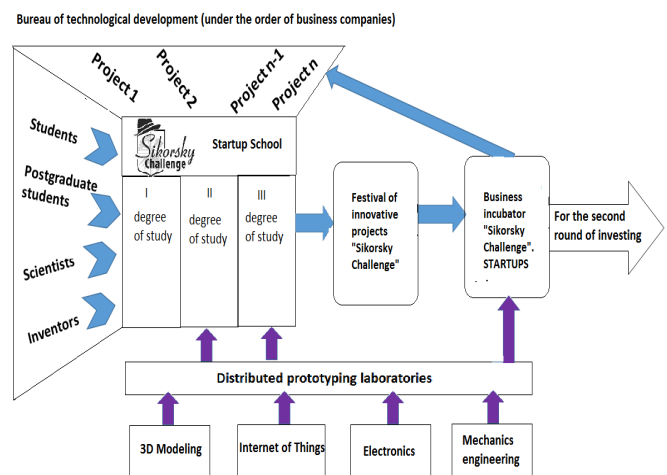 Bureau of technological development (under the order of business companies)
Project 1
Project 2
Project n-1
Project n
Students
Postgraduate
students
Scientists
Inventors
Sikorsky
Challenge
Startup School
I
degree
of study
II
degree
of study
III
degree
of study
Festival of
innovative
projects
"Sikorsky
Challenge"
Business
incubator
"Sikorsky
Challenge".
STARTUPS
For the second
round of investing
Distributed prototyping laboratories
3D Modeling
Internet of Things
Electronics
Mechanics
engineering